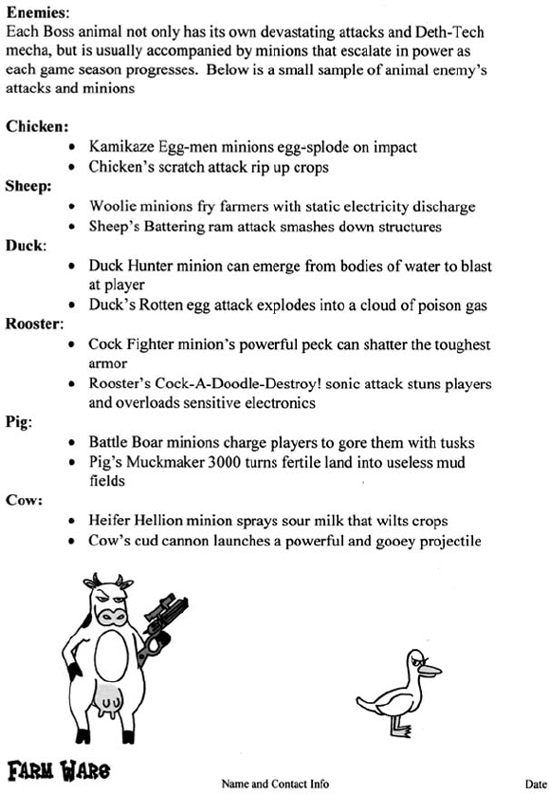 Enemies:
Each Boss animal not only has its own devastating attacks and Deth-Tech
mecha, but is usually accompanied by minions that escalate in power as
each game season progresses.  Below is a small sample of animal enemy's
attacks and minions
Chicken:
• Kamikaze Egg-men minions egg-splode on impact
• Chicken's scratch attack rip up crops
Sheep:
• Woolie minions fry farmers with static electricity discharge
• Sheep's Battering ram attack smashes down structures
Duck:
• Duck Hunter minion can emerge from bodies of water to blast
at player
• Duck's Rotten egg attack explodes into a cloud of poison gas
Rooster:
• Cock Fighter minion's powerful peck can shatter the toughest
armor
• Rooster's Cock-A-Doodle-Destroy! sonic attack stuns players
and overloads sensitive electronics
Pig:
• Battle Boar minions charge players to gore them with tusks
• Pig's Muckmaker 3000 turns fertile land into useless mud
fields
Cow:
• Heifer Hellion minion sprays sour milk that wilts crops
• Cow's cud cannon launches a powerful and gooey projectile
FARM WARS
Name and Contact Info
Date